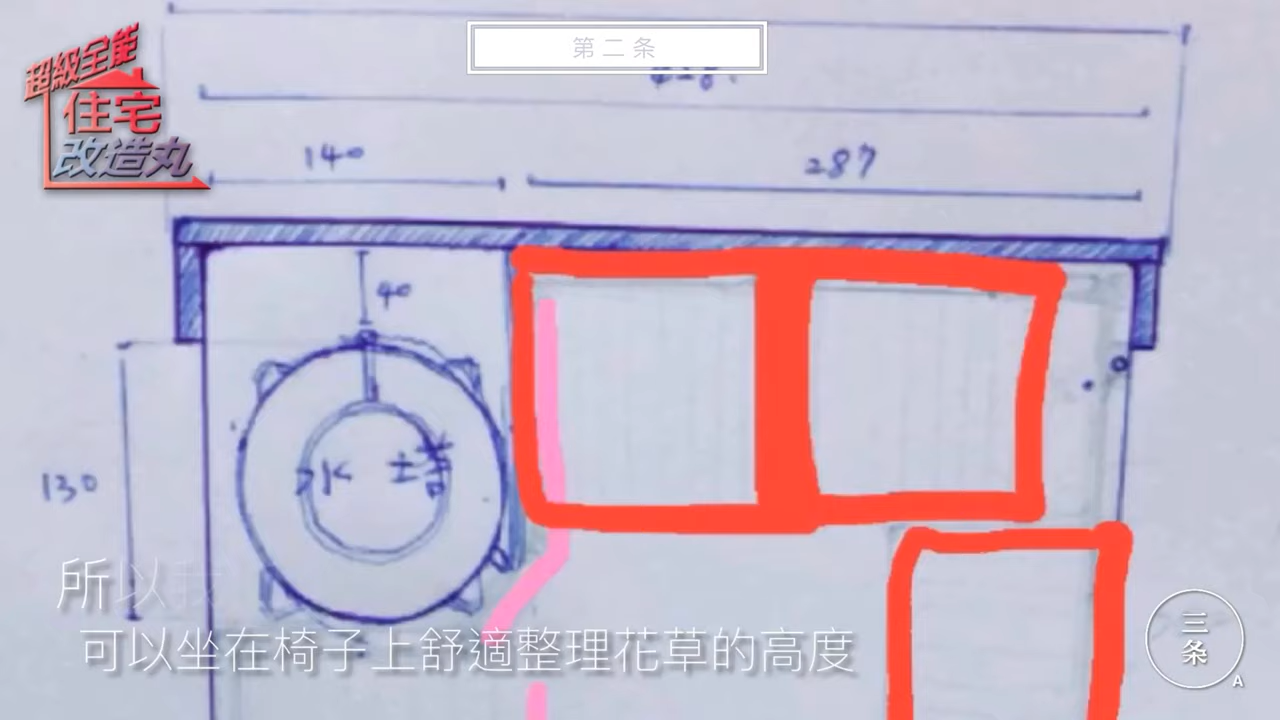 第二条
超級全能
住宅
改造丸
140
287
40
130
水塔
所以我
可以坐在椅子上舒適整理花草的高度
三条
A